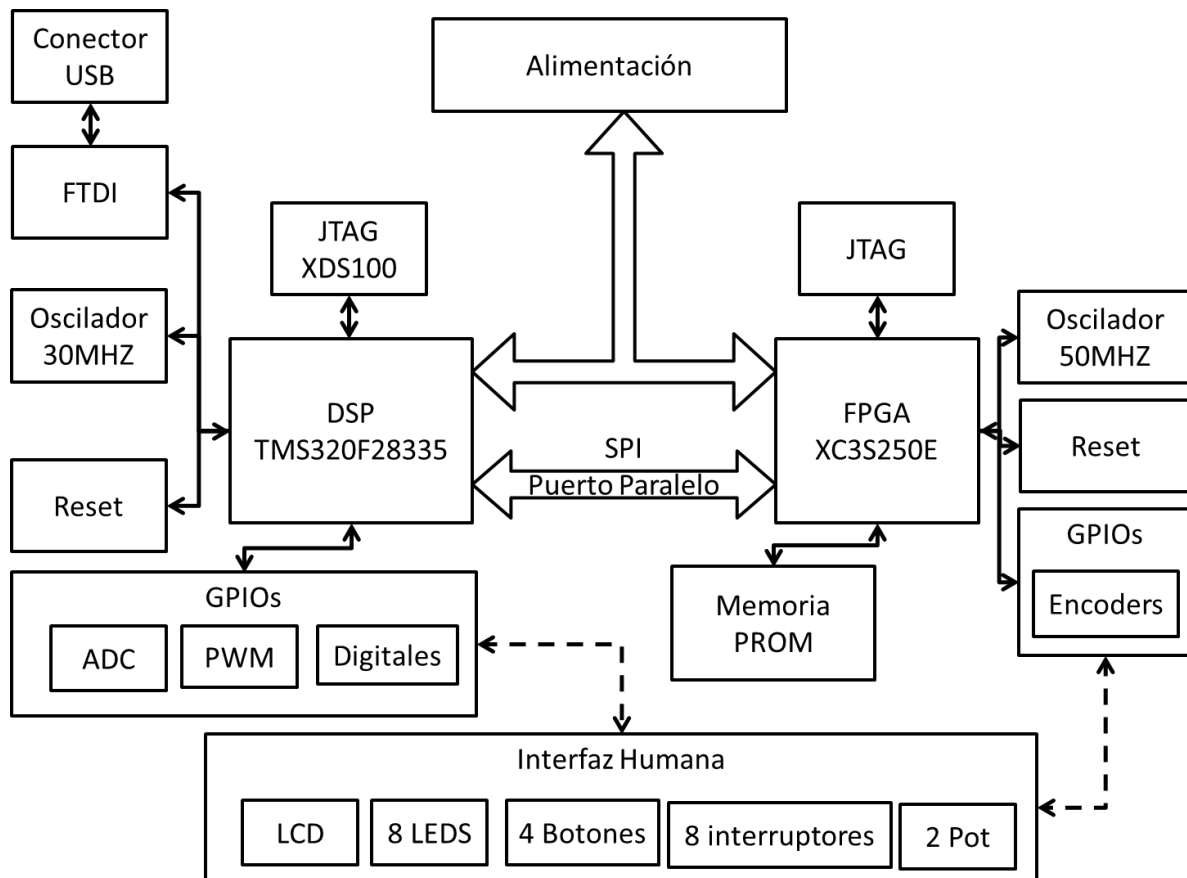 Conector
USB
Alimentación
FTDI
JTAG
XDS100
JTAG
Oscilador
30MHZ
Oscilador
50MHZ
DSP
TMS320F28335
FPGA
XC3S250E
SPI
Puerto Paralelo
Reset
Reset
GPIOs
ADC
PWM
Digitales
Memoria
PROM
GPIOs
Encoders
Interfaz Humana
LCD
8 LEDS
4 Botones
8 interruptores
2 Pot